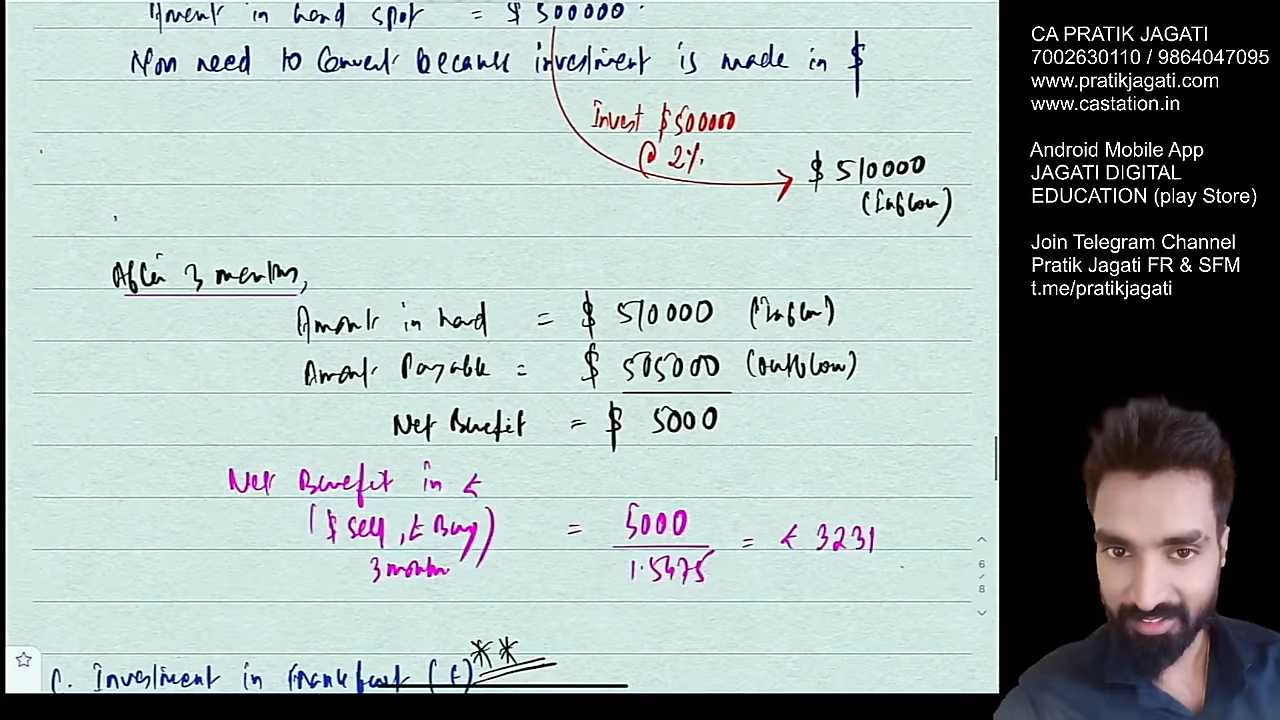 Amount in hand spot = $ 500000
Non need to Convert because investment is made in $
Invest $500000
@ 2%
$ 510000
(Inflow)
After 3 months,
Amount in hand = $ 510000 (Inflow)
Amount Payable = $ 505000 (outflow)
Net Benefit = $ 5000
Net Benefit in £
($ sell, £ Buy)
3 months
= 5000 / 1.5475 = £ 3231
C. Investment in Frankfurt (€) **
6
/
8
CA PRATIK JAGATI
7002630110 / 9864047095
www.pratikjagati.com
www.castation.in
Android Mobile App
JAGATI DIGITAL
EDUCATION (play Store)
Join Telegram Channel
Pratik Jagati FR & SFM
t.me/pratikjagati